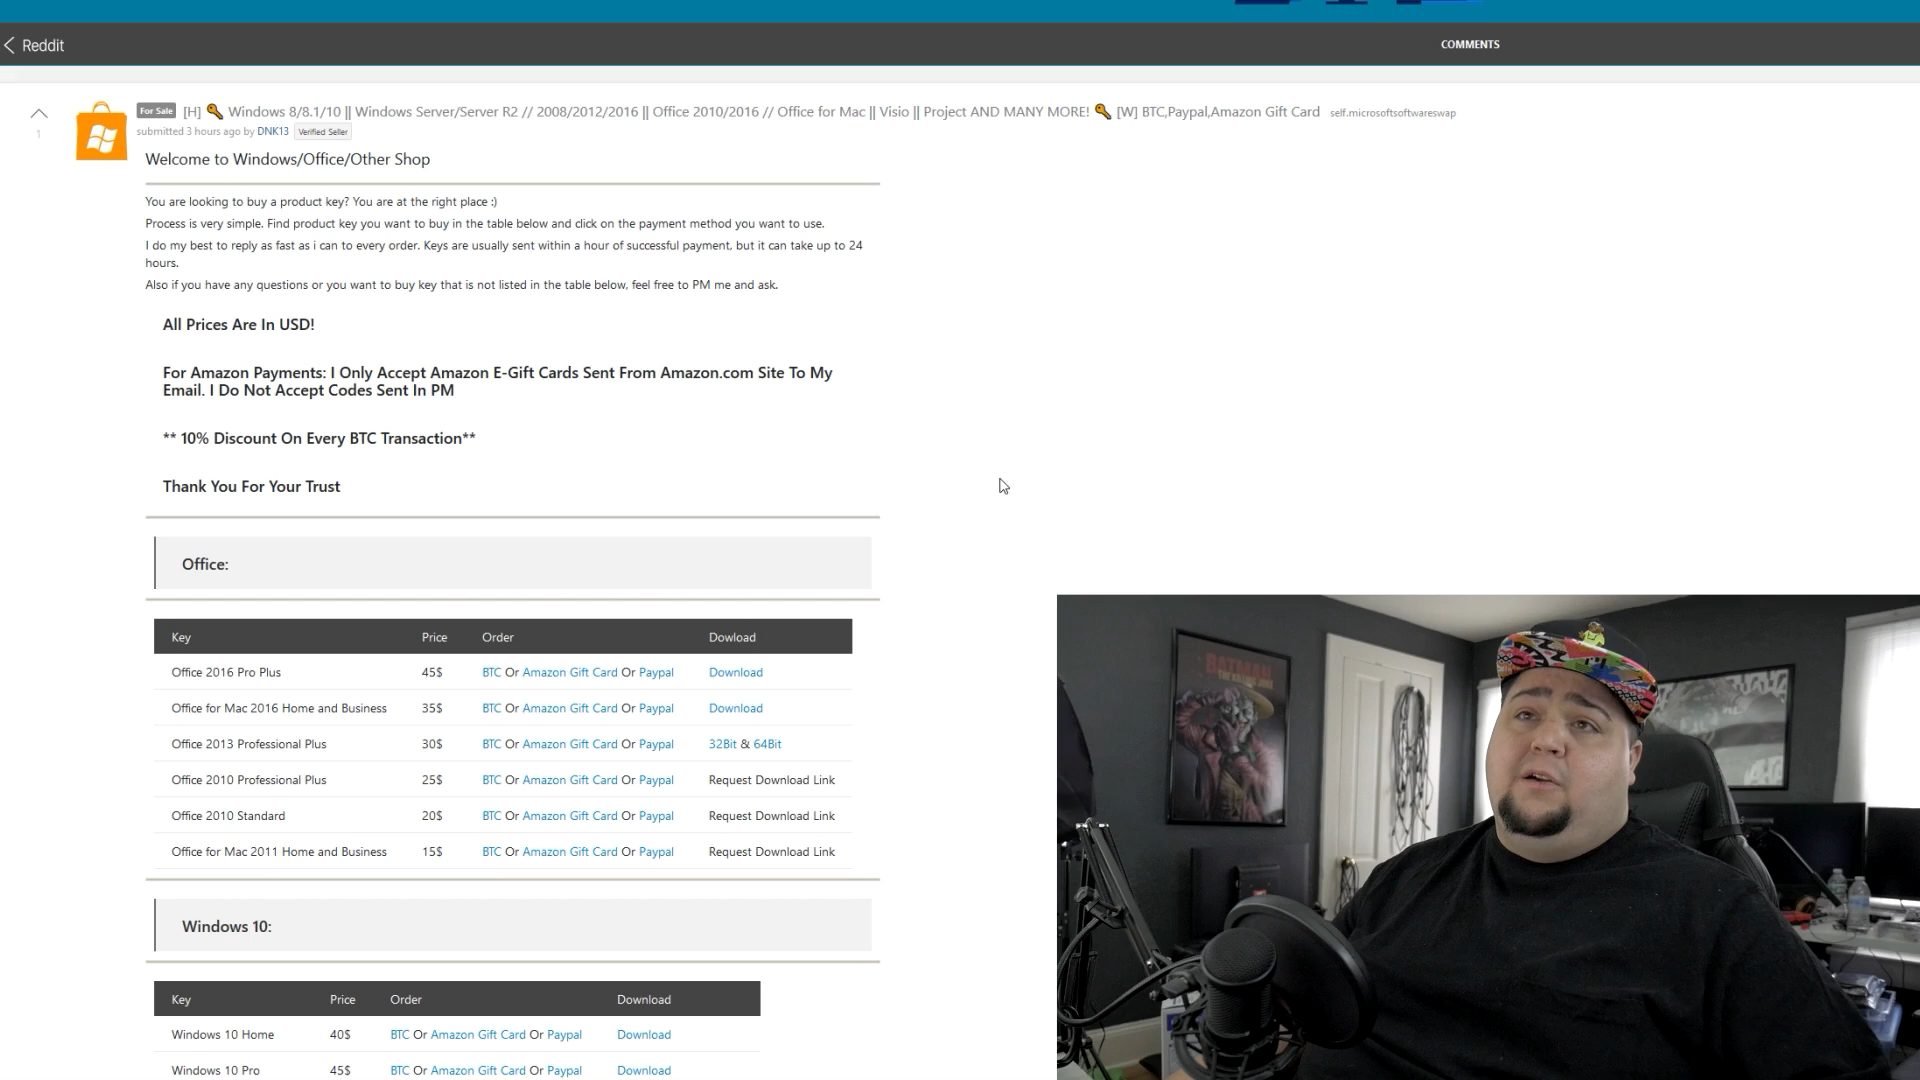 Reddit
COMMENTS
1
For Sale [H] Windows 8/8.1/10 || Windows Server/Server R2 // 2008/2012/2016 || Office 2010/2016 // Office for Mac || Visio || Project AND MANY MORE! [W] BTC,Paypal,Amazon Gift Card self.microsoftsoftwareswap
submitted 3 hours ago by DNK13 Verified Seller
Welcome to Windows/Office/Other Shop
You are looking to buy a product key? You are at the right place :)
Process is very simple. Find product key you want to buy in the table below and click on the payment method you want to use.
I do my best to reply as fast as i can to every order. Keys are usually sent within a hour of successful payment, but it can take up to 24
hours.
Also if you have any questions or you want to buy key that is not listed in the table below, feel free to PM me and ask.
All Prices Are In USD!
For Amazon Payments: I Only Accept Amazon E-Gift Cards Sent From Amazon.com Site To My
Email. I Do Not Accept Codes Sent In PM
** 10% Discount On Every BTC Transaction**
Thank You For Your Trust
Office:
Key Price Order Dowload
Office 2016 Pro Plus 45$ BTC Or Amazon Gift Card Or Paypal Download
Office for Mac 2016 Home and Business 35$ BTC Or Amazon Gift Card Or Paypal Download
Office 2013 Professional Plus 30$ BTC Or Amazon Gift Card Or Paypal 32Bit & 64Bit
Office 2010 Professional Plus 25$ BTC Or Amazon Gift Card Or Paypal Request Download Link
Office 2010 Standard 20$ BTC Or Amazon Gift Card Or Paypal Request Download Link
Office for Mac 2011 Home and Business 15$ BTC Or Amazon Gift Card Or Paypal Request Download Link
Windows 10:
Key Price Order Download
Windows 10 Home 40$ BTC Or Amazon Gift Card Or Paypal Download
Windows 10 Pro 45$ BTC Or Amazon Gift Card Or Paypal Download
BATMAN
THE KILLING JOKE